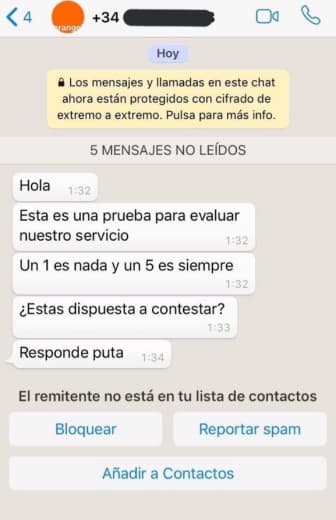 4
orange
+34
Hoy
Los mensajes y llamadas en este chat
ahora están protegidos con cifrado de
extremo a extremo. Pulsa para más info.
5 MENSAJES NO LEÍDOS
Hola 1:32
Esta es una prueba para evaluar
nuestro servicio 1:32
Un 1 es nada y un 5 es siempre
1:32
¿Estas dispuesta a contestar?
1:33
Responde puta 1:34
El remitente no está en tu lista de contactos
Bloquear Reportar spam
Añadir a Contactos